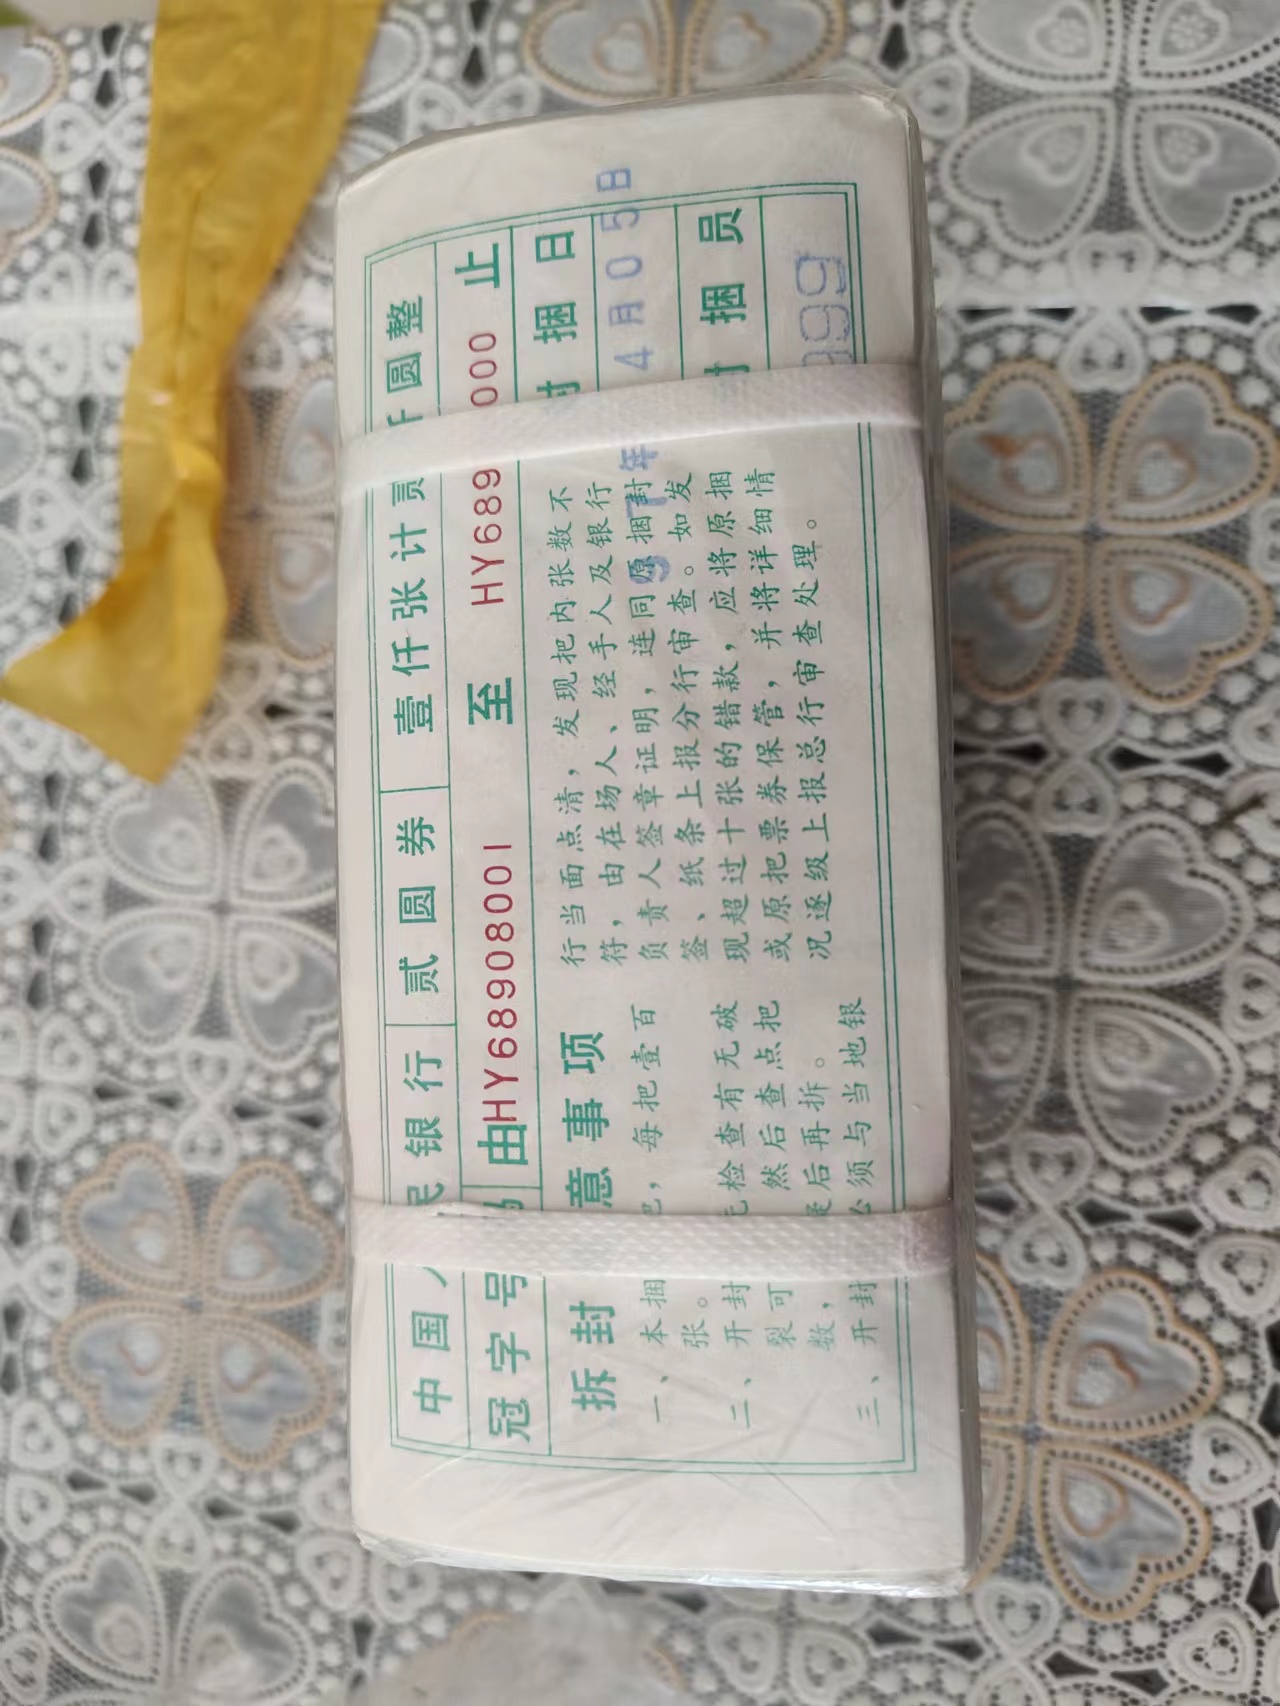 中国 民银行 贰圆券 壹仟张计贰 圆整
冠字号 由HY68908001 至 HY689 000 止
拆封 意事项
一、本捆 ，每把壹百
张。
二、开封 检查有无破
裂可 然后查点把
数， 后再拆。
三、开封 必须与当地银
行当面点清，发现把内张数不
符，由在场人、经手人及银行
负责人签章证明，连同原捆封
签、纸条上报分行审查。如发
现超过十张的错款，应将原捆
或原把票券保管，并将详细情
况逐级上报总行审查处理。
封捆日
9 年 4月05日
捆员
999